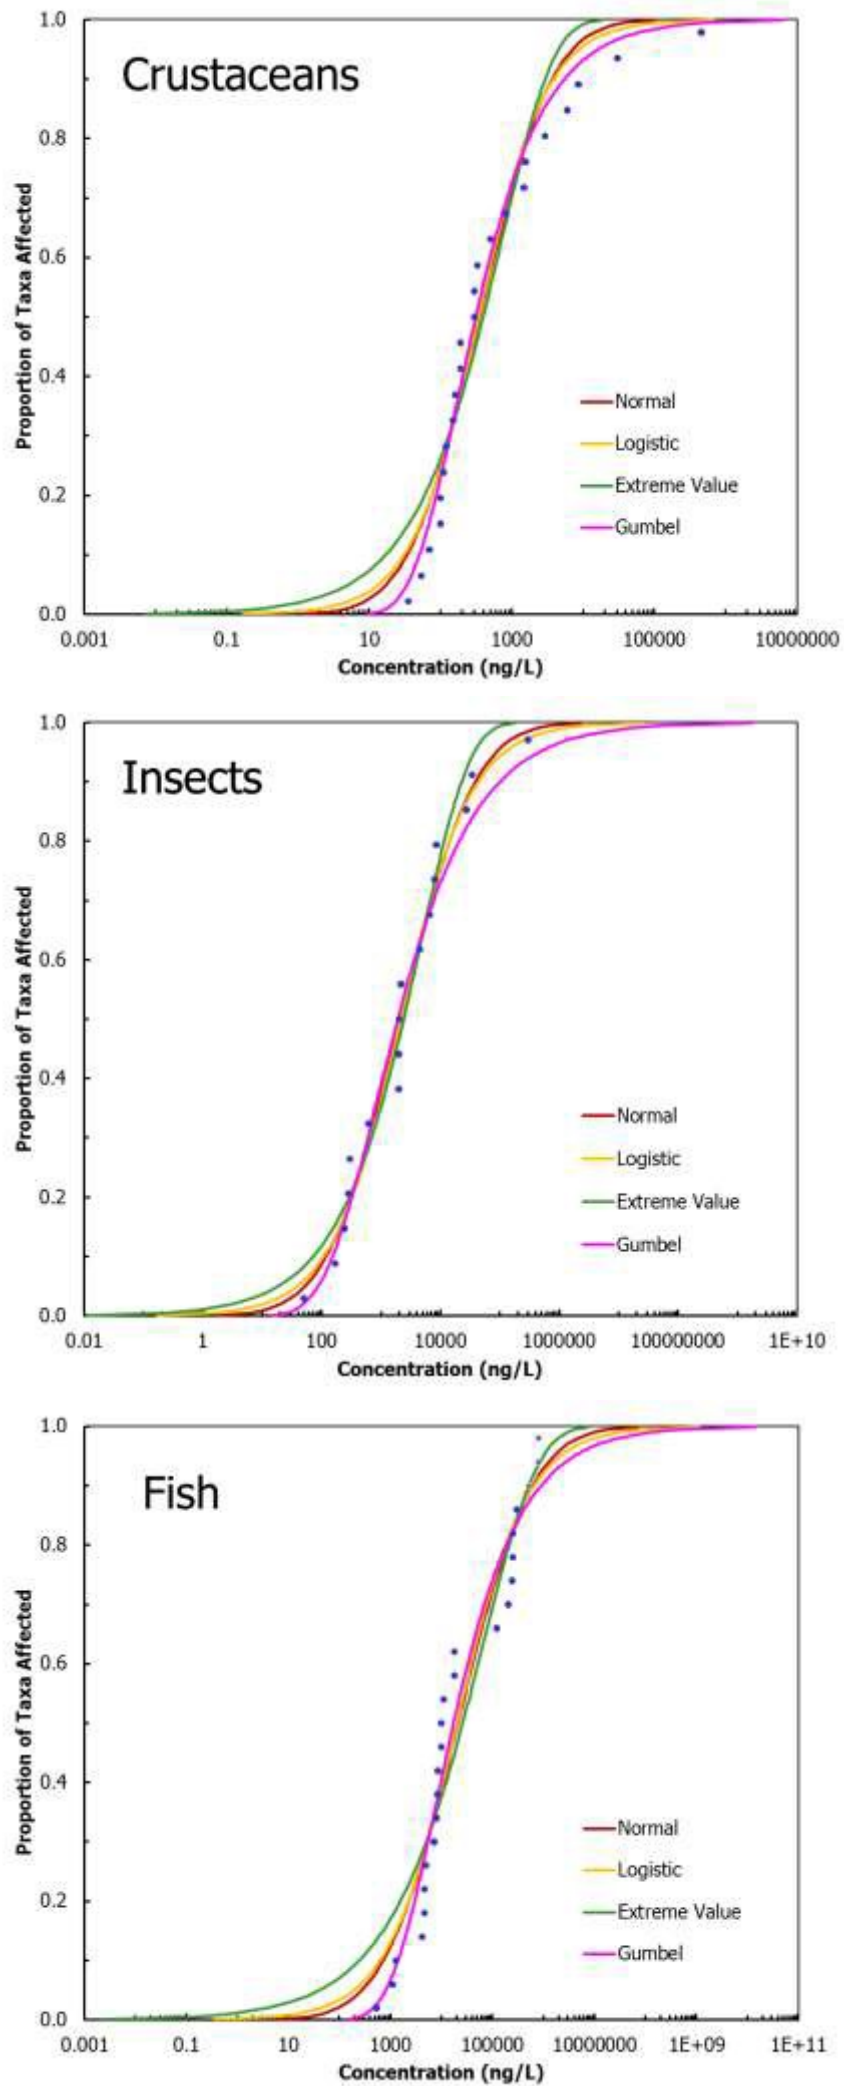 Crustaceans
1.0
0.8
0.6
0.4
0.2
0.0
Proportion of Taxa Affected
Normal
Logistic
Extreme Value
Gumbel
0.001 0.1 10 1000 100000 10000000
Concentration (ng/L)
Insects
1.0
0.8
0.6
0.4
0.2
0.0
Proportion of Taxa Affected
Normal
Logistic
Extreme Value
Gumbel
0.01 1 100 10000 1000000 100000000 1E+10
Concentration (ng/L)
Fish
1.0
0.8
0.6
0.4
0.2
0.0
Proportion of Taxa Affected
Normal
Logistic
Extreme Value
Gumbel
0.001 0.1 10 1000 100000 10000000 1E+09 1E+11
Concentration (ng/L)